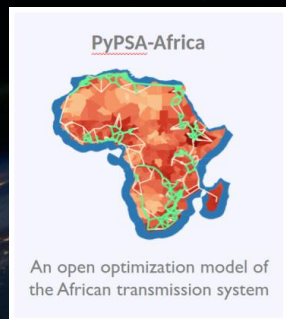 PyPSA-Africa
An open optimization model of
the African transmission system